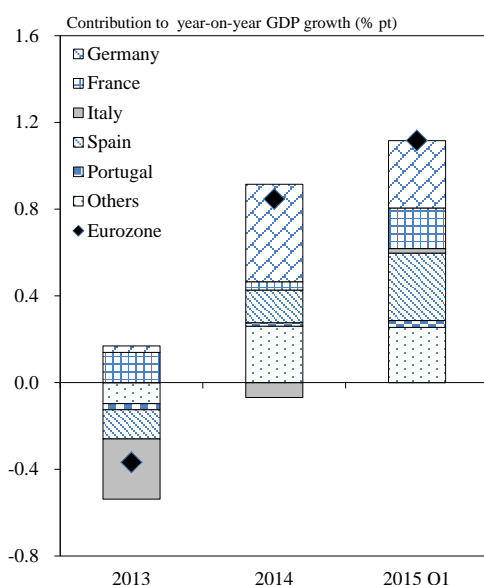 Contribution to year-on-year GDP growth (% pt)
1.6
Germany
France
Italy
1.2
Spain
Portugal
Others
0.8
Eurozone
0.4
0.0
-0.4
-0.8
2013 2014 2015 Q1